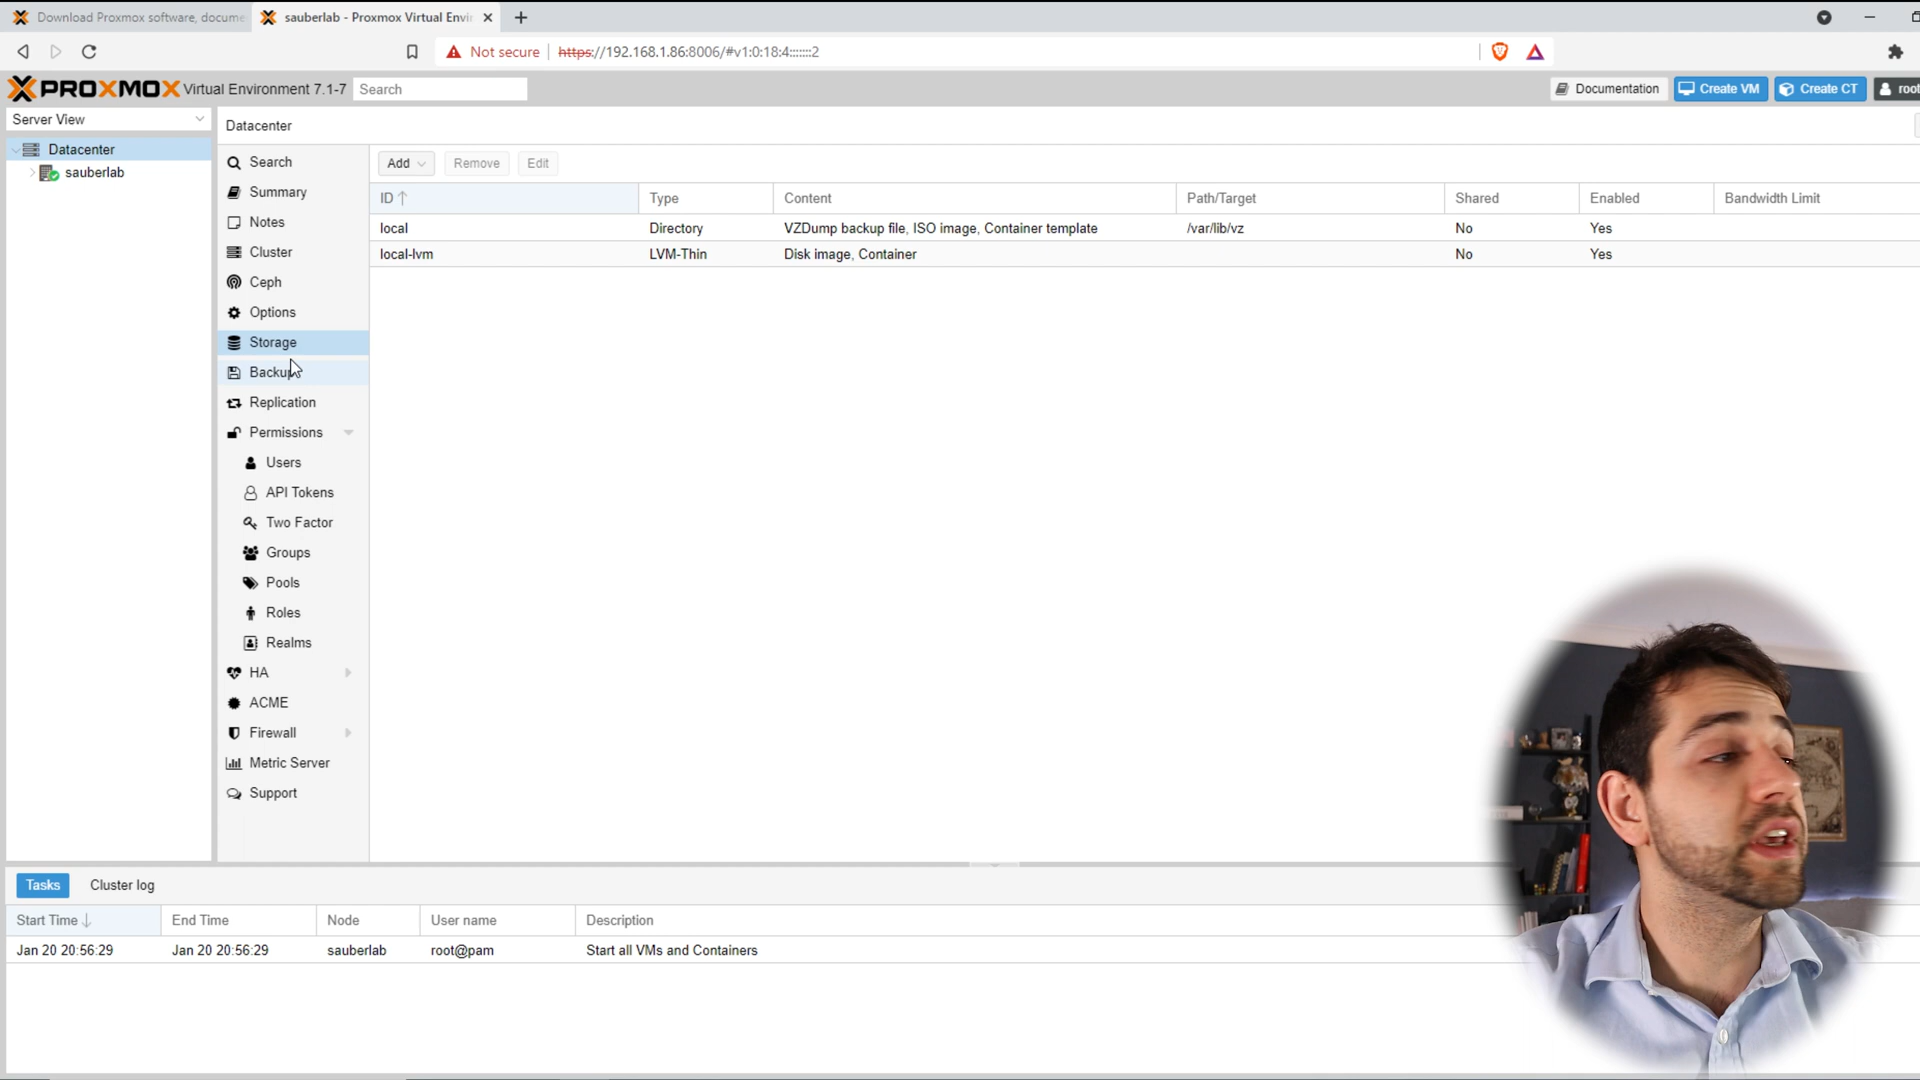 Download Proxmox software, docume
sauberlab - Proxmox Virtual Envi
Not secure https://192.168.1.86:8006/#v1:0:18:4:::::::2
PROXMOX Virtual Environment 7.1-7 Search Documentation Create VM Create CT root
Server View
Datacenter
sauberlab
Datacenter
Search
Summary
Notes
Cluster
Ceph
Options
Storage
Backup
Replication
Permissions
Users
API Tokens
Two Factor
Groups
Pools
Roles
Realms
HA
ACME
Firewall
Metric Server
Support
Add Remove Edit
ID Type Content Path/Target Shared Enabled Bandwidth Limit
local Directory VZDump backup file, ISO image, Container template /var/lib/vz No Yes
local-lvm LVM-Thin Disk image, Container No Yes
Tasks Cluster log
Start Time End Time Node User name Description
Jan 20 20:56:29 Jan 20 20:56:29 sauberlab root@pam Start all VMs and Containers